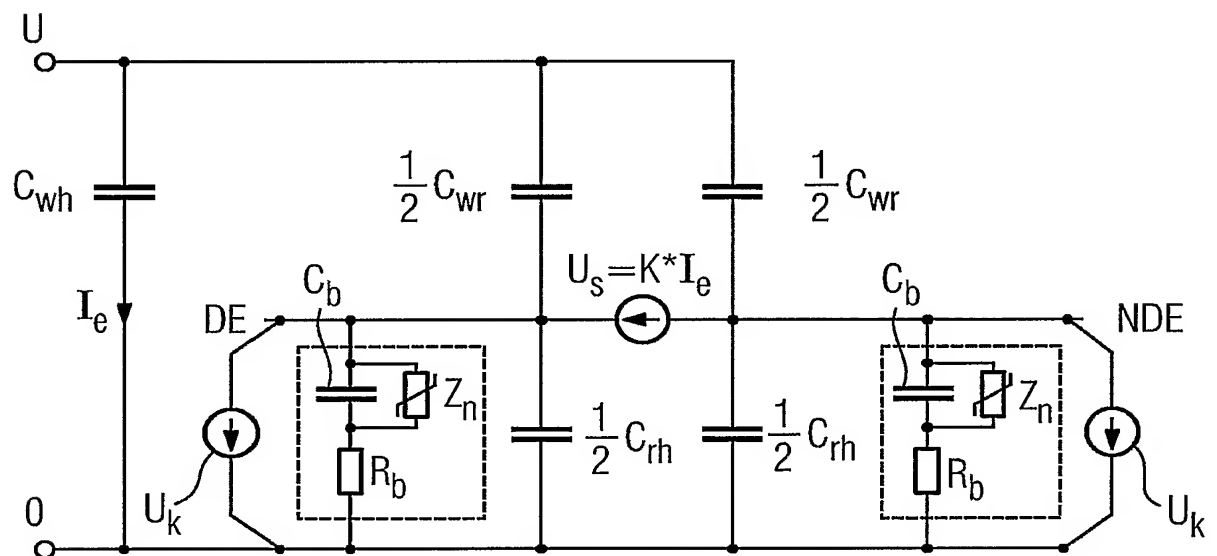 U
C_wh
1/2 C_wr
1/2 C_wr
U_s=K*I_e
I_e
DE
C_b
C_b
NDE
Z_n
Z_n
1/2 C_rh
1/2 C_rh
R_b
R_b
U_k
U_k
0